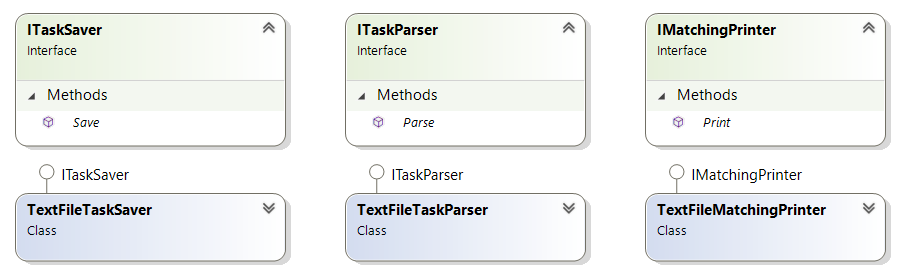 ITaskSaver
Interface
Methods
Save
ITaskSaver
TextFileTaskSaver
Class
ITaskParser
Interface
Methods
Parse
ITaskParser
TextFileTaskParser
Class
IMatchingPrinter
Interface
Methods
Print
IMatchingPrinter
TextFileMatchingPrinter
Class